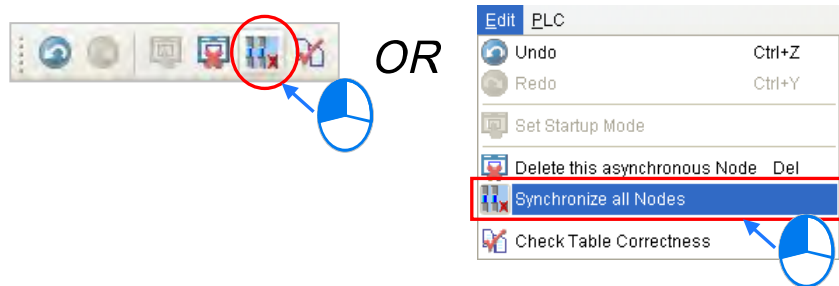 OR
Edit PLC
Undo Ctrl+Z
Redo Ctrl+Y
Set Startup Mode
Delete this asynchronous Node Del
Synchronize all Nodes
Check Table Correctness